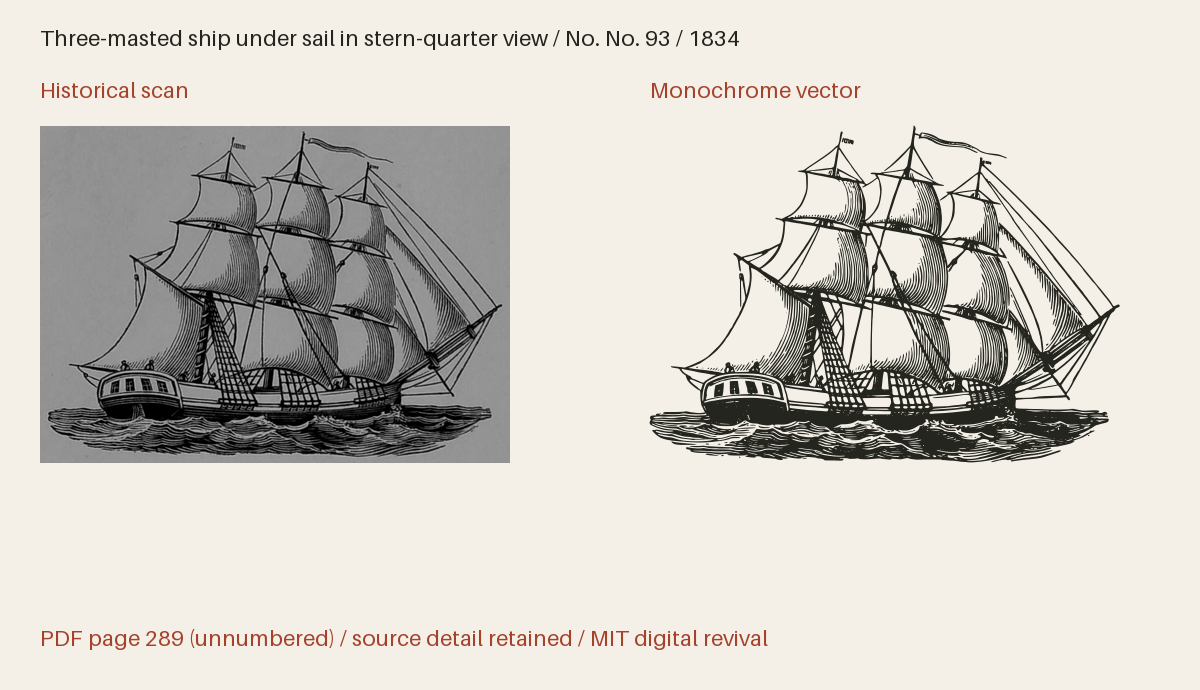 Three-masted ship under sail in stern-quarter view / No. No. 93 / 1834
Historical scan
Monochrome vector
PDF page 289 (unnumbered) / source detail retained / MIT digital revival